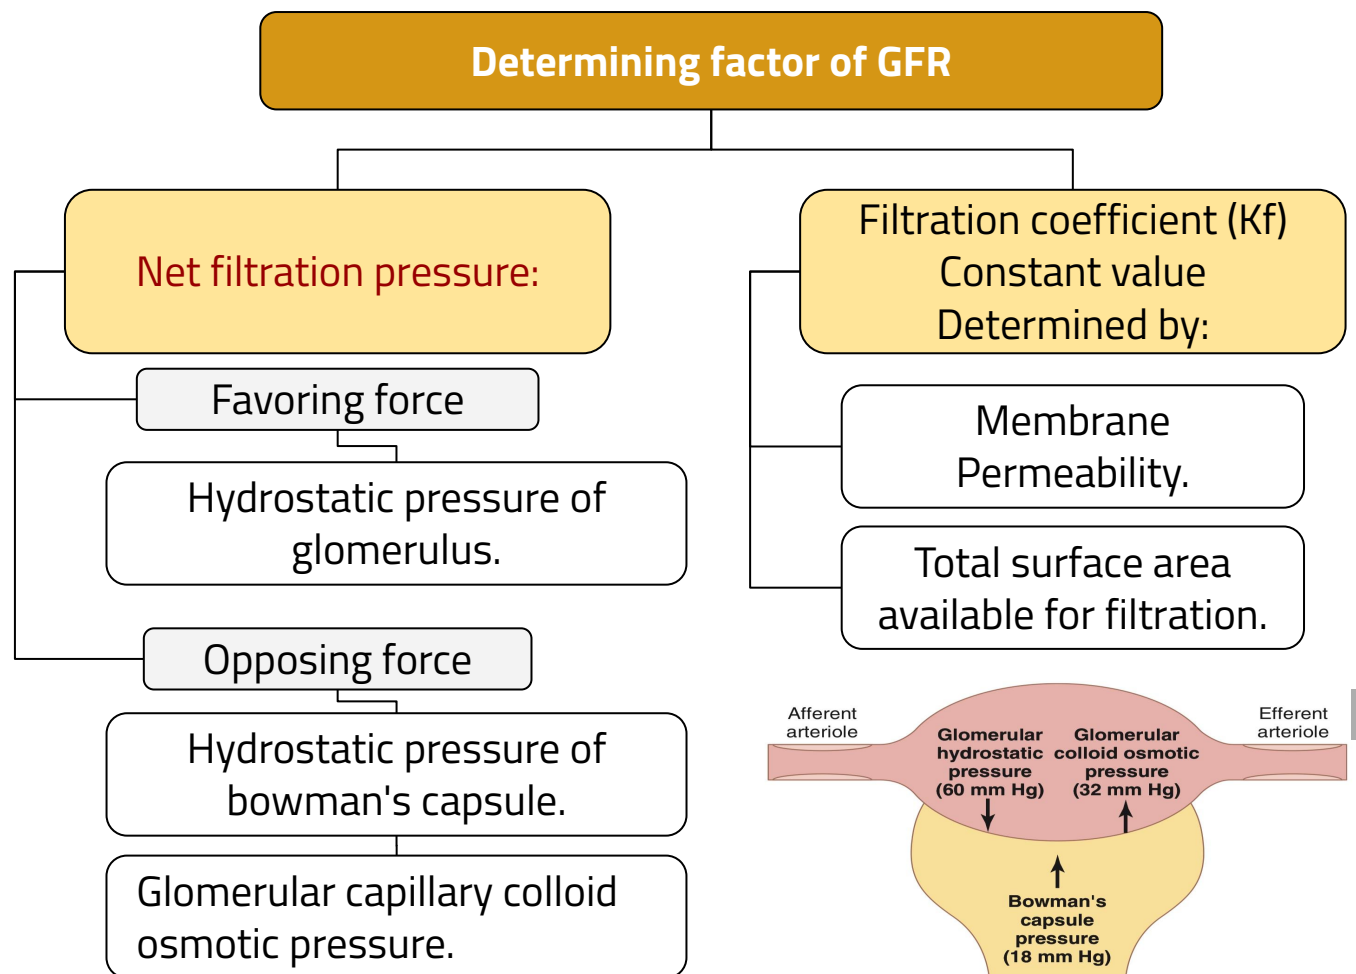 Determining factor of GFR
Net filtration pressure:
Favoring force
Hydrostatic pressure of
glomerulus.
Opposing force
Hydrostatic pressure of
bowman's capsule.
Glomerular capillary colloid
osmotic pressure.
Filtration coefficient (Kf)
Constant value
Determined by:
Membrane
Permeability.
Total surface area
available for filtration.
Afferent
arteriole
Glomerular
hydrostatic
pressure
(60 mm Hg)
Glomerular
colloid osmotic
pressure
(32 mm Hg)
Efferent
arteriole
Bowman's
capsule
pressure
(18 mm Hg)